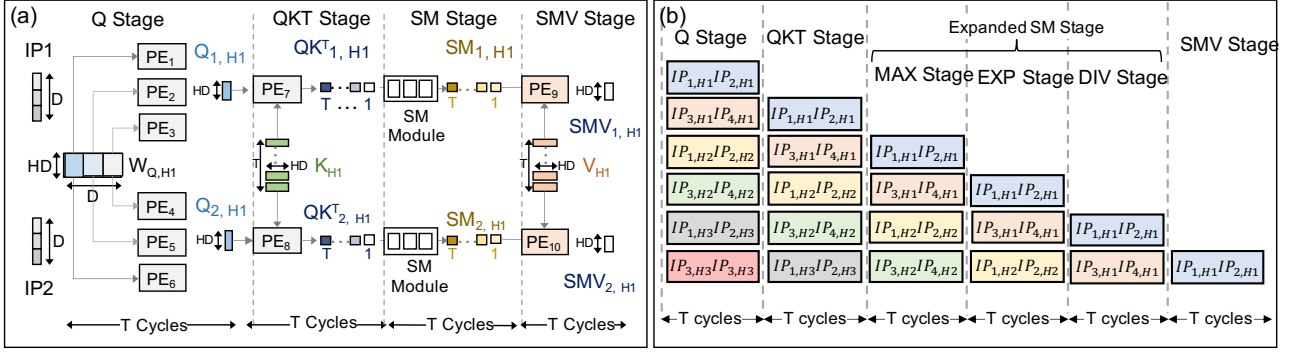 (a)
Q Stage
QKT Stage
SM Stage
SMV Stage
IP1
D
PE1
PE2
PE3
HD
WQ,H1
D
PE4
PE5
PE6
D
IP2
Q1, H1
HD
PE7
QKT1, H1
T ... 1
SM1, H1
SM
Module
T 1
PE9
HD
SMV1, H1
T
HD
KH1
T
HD
VH1
Q2, H1
HD
PE8
QKT2, H1
T 1
SM2, H1
SM
Module
T 1
PE10
HD
SMV2, H1
T Cycles
T Cycles
T Cycles
T Cycles
(b)
Q Stage
QKT Stage
Expanded SM Stage
MAX Stage
EXP Stage
DIV Stage
SMV Stage
IP1,H1IP2,H1
IP3,H1IP4,H1 IP1,H1IP2,H1
IP1,H2IP2,H2 IP3,H1IP4,H1 IP1,H1IP2,H1
IP3,H2IP4,H2 IP1,H2IP2,H2 IP3,H1IP4,H1 IP1,H1IP2,H1
IP1,H3IP2,H3 IP3,H2IP4,H2 IP1,H2IP2,H2 IP3,H1IP4,H1 IP1,H1IP2,H1
IP3,H3IP3,H3 IP1,H3IP2,H3 IP3,H2IP4,H2 IP1,H2IP2,H2 IP3,H1IP4,H1 IP1,H1IP2,H1
T cycles
T cycles
T cycles
T cycles
T cycles
T cycles